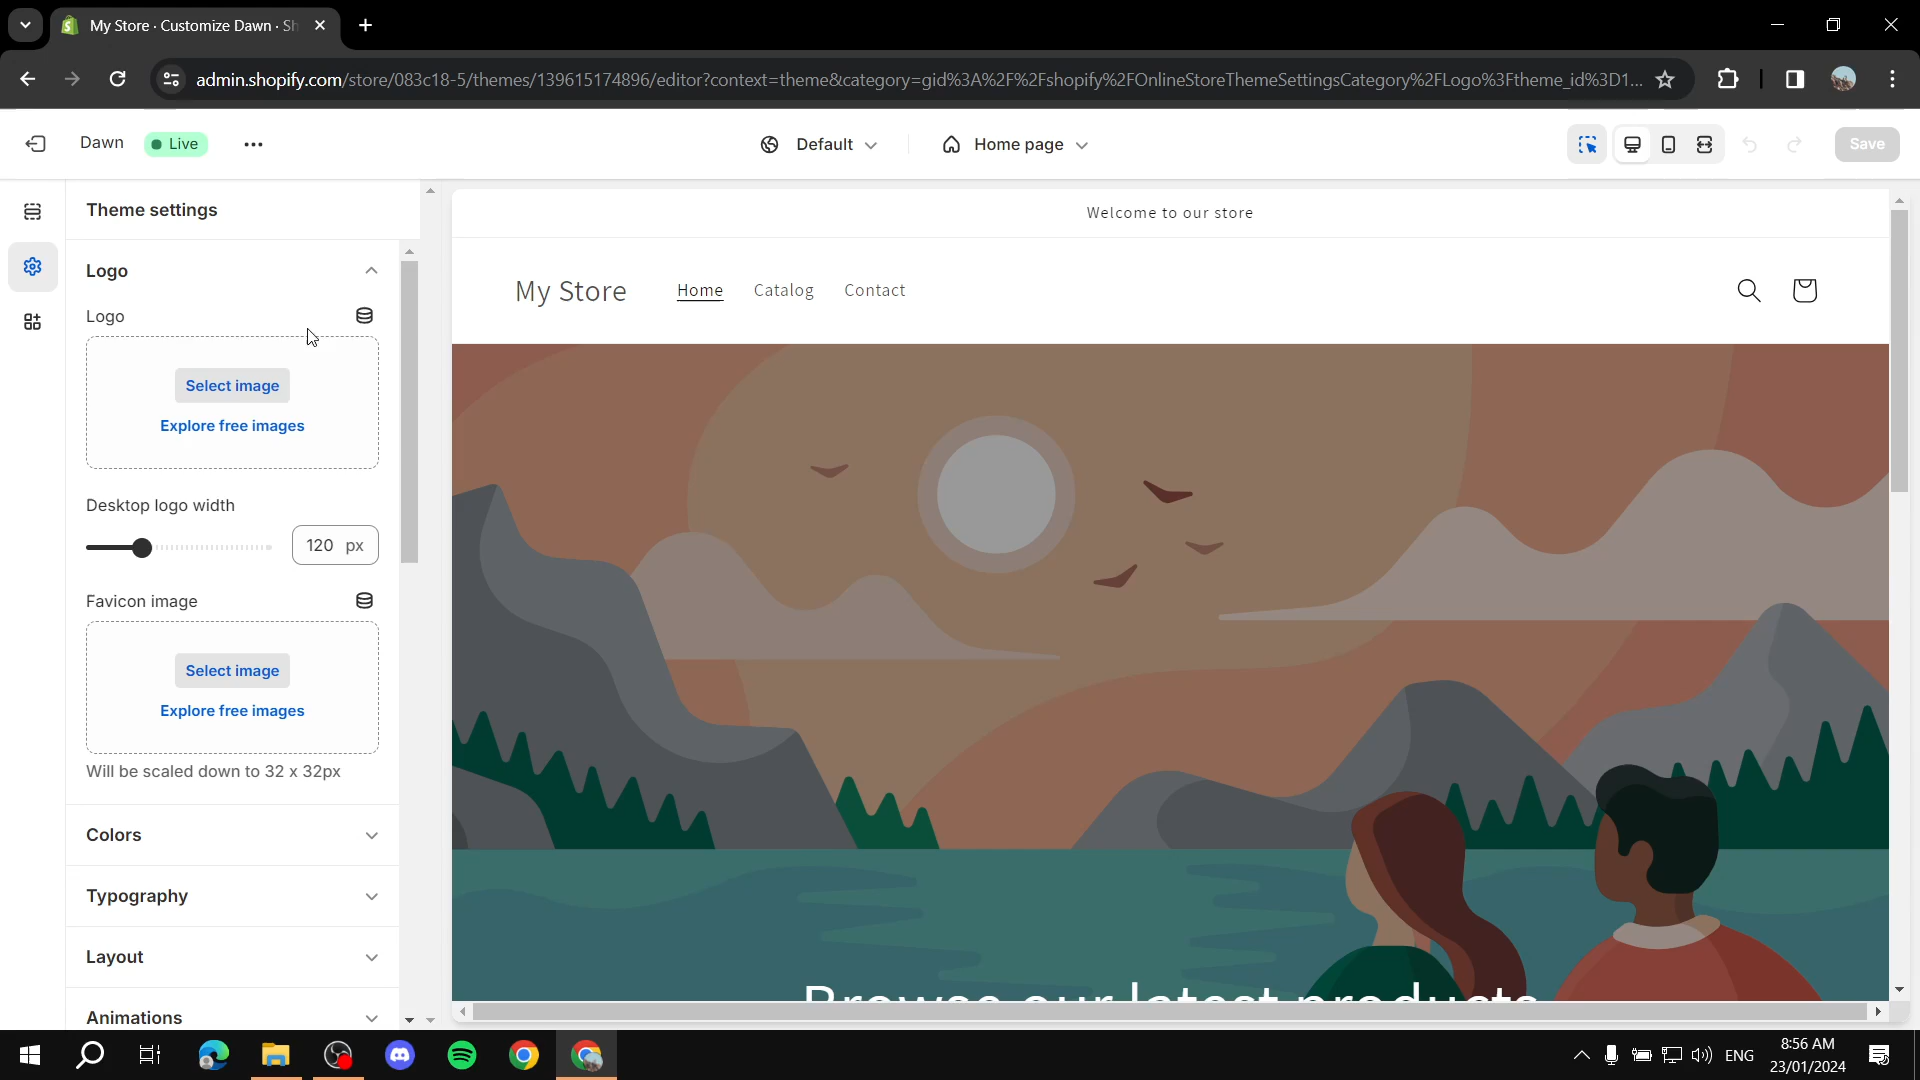 My Store · Customize Dawn · Sh
admin.shopify.com/store/083c18-5/themes/139615174896/editor?context=theme&category=gid%3A%2F%2Fshopify%2FOnlineStoreThemeSettingsCategory%2FLogo%3Ftheme_id%3D1...
Dawn
Live
Default
Home page
Save
Theme settings
Logo
Logo
Select image
Explore free images
Desktop logo width
120 px
Favicon image
Select image
Explore free images
Will be scaled down to 32 x 32px
Colors
Typography
Layout
Animations
Welcome to our store
My Store
Home
Catalog
Contact
Browse our latest products
ENG
8:56 AM
23/01/2024